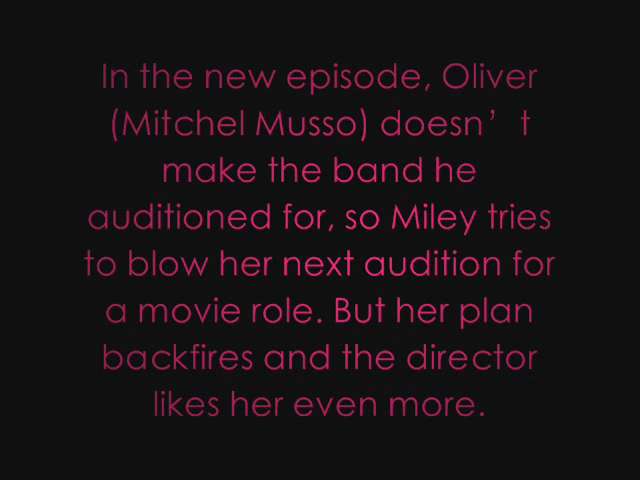 In the new episode, Oliver
(Mitchel Musso) doesn’t
make the band he
auditioned for, so Miley tries
to blow her next audition for
a movie role. But her plan
backfires and the director
likes her even more.